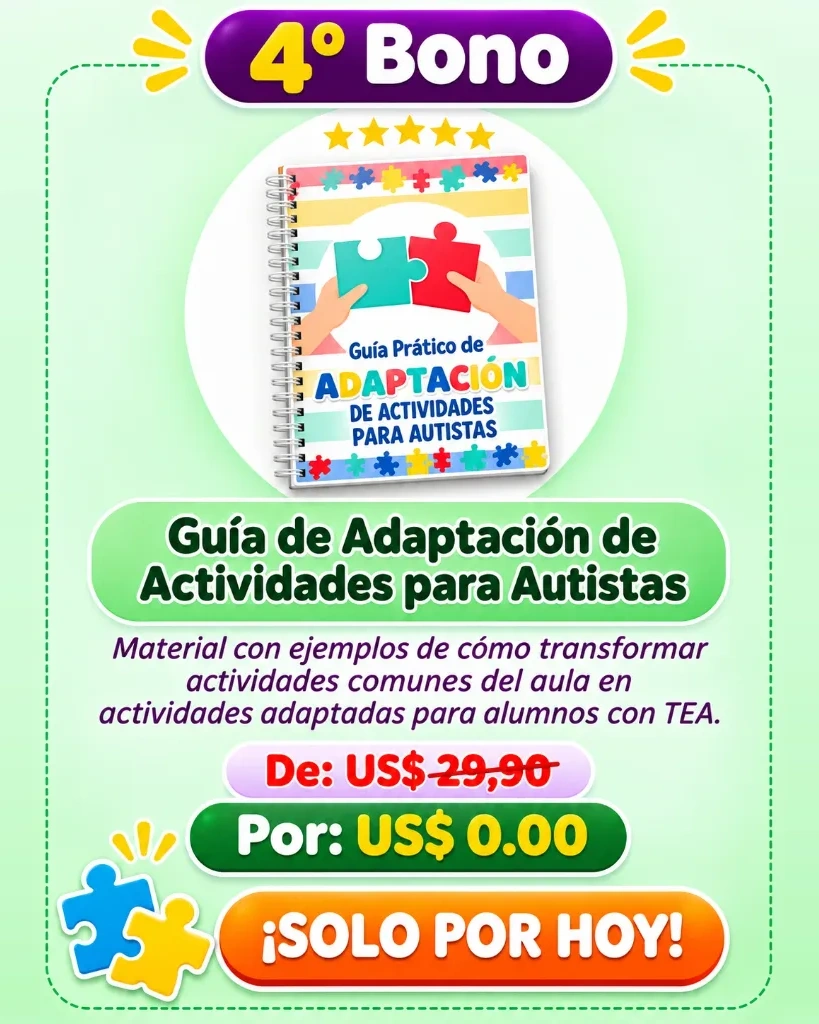 4º Bono
Guía Prático de
ADAPTACIÓN
DE ACTIVIDADES
PARA AUTISTAS
Guía de Adaptación de
Actividades para Autistas
Material con ejemplos de cómo transformar
actividades comunes del aula en
actividades adaptadas para alumnos con TEA.
De: US$ 29,90
Por: US$ 0.00
¡SOLO POR HOY!